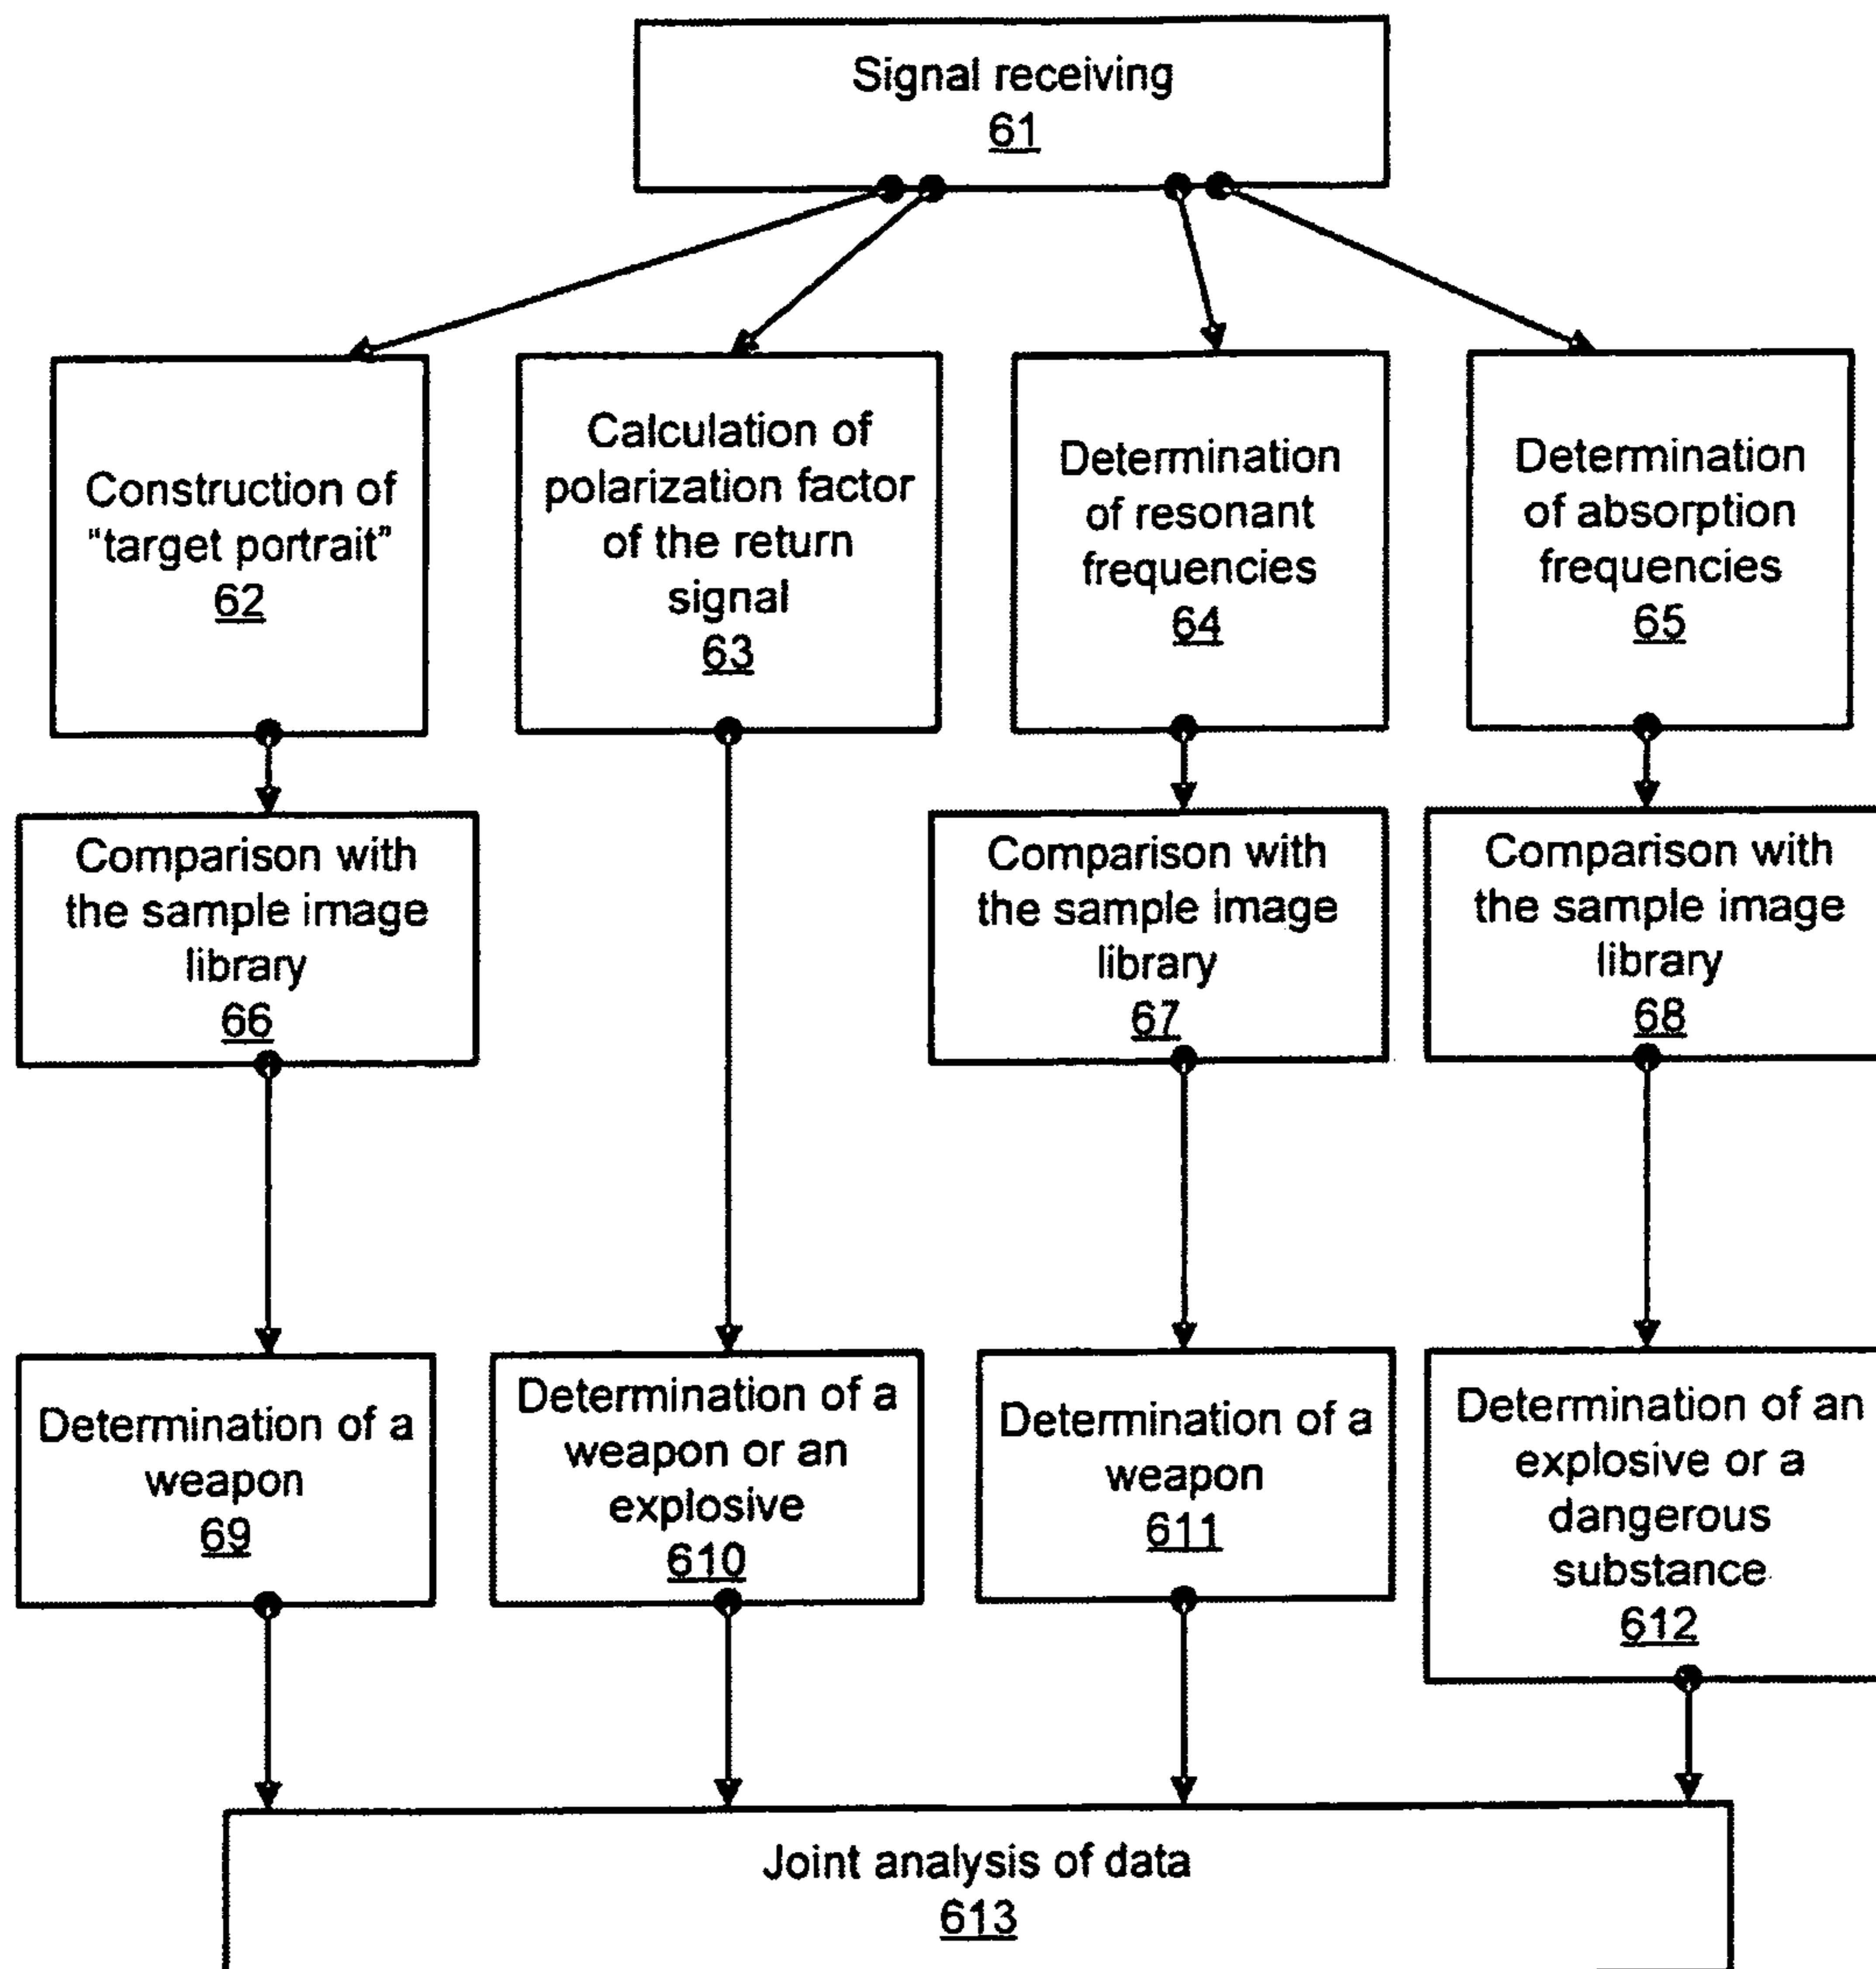 Signal receiving
61
Construction of
“target portrait”
62
Calculation of
polarization factor
of the return
signal
63
Determination
of resonant
frequencies
64
Determination
of absorption
frequencies
65
Comparison with
the sample image
library
66
Comparison with
the sample image
library
67
Comparison with
the sample image
library
68
Determination of a
weapon
69
Determination of a
weapon or an
explosive
610
Determination of a
weapon
611
Determination of an
explosive or a
dangerous
substance
612
Joint analysis of data
613